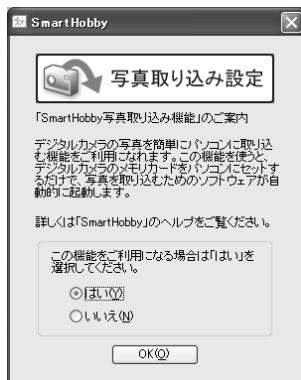 SmartHobby
写真取り込み設定
「SmartHobby写真取り込み機能」のご案内
デジタルカメラの写真を簡単にパソコンに取り込
む機能をご利用になれます。この機能を使うと、
デジタルカメラのメモリカードをパソコンにセットす
るだけで、写真を取り込むためのソフトウェアが自
動的に起動します。
詳しくは「SmartHobby」のヘルプをご覧ください。
この機能をご利用になる場合は「はい」を
選択してください。
はい(Y)
いいえ(N)
OK(O)